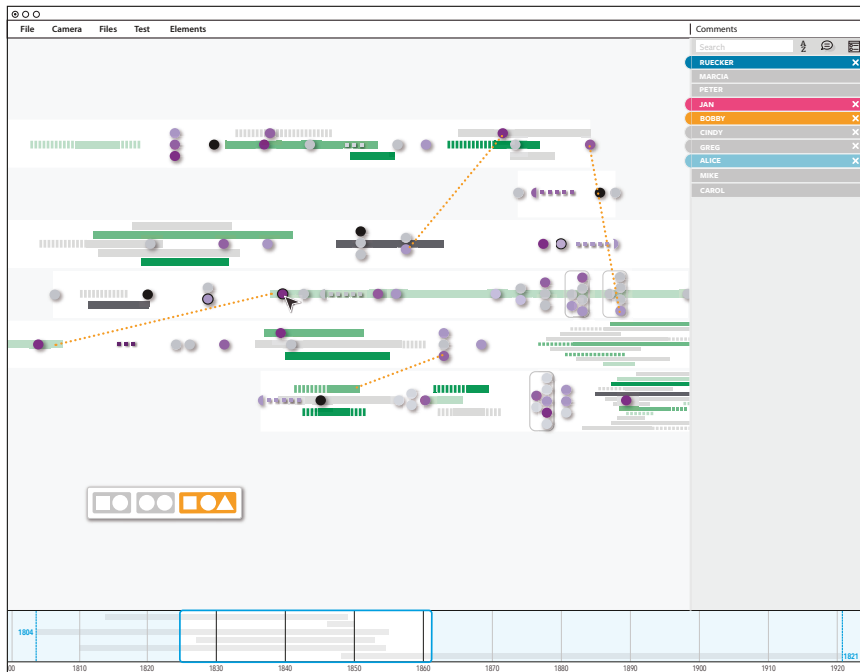 File Camera Files Test Elements
Comments
Search A Z
RUECKER
MARCIA
PETER
JAN
BOBBY
CINDY
GREG
ALICE
MIKE
CAROL
1804
1821
00 1810 1820 1830 1840 1850 1860 1870 1880 1890 1900 1910 1920